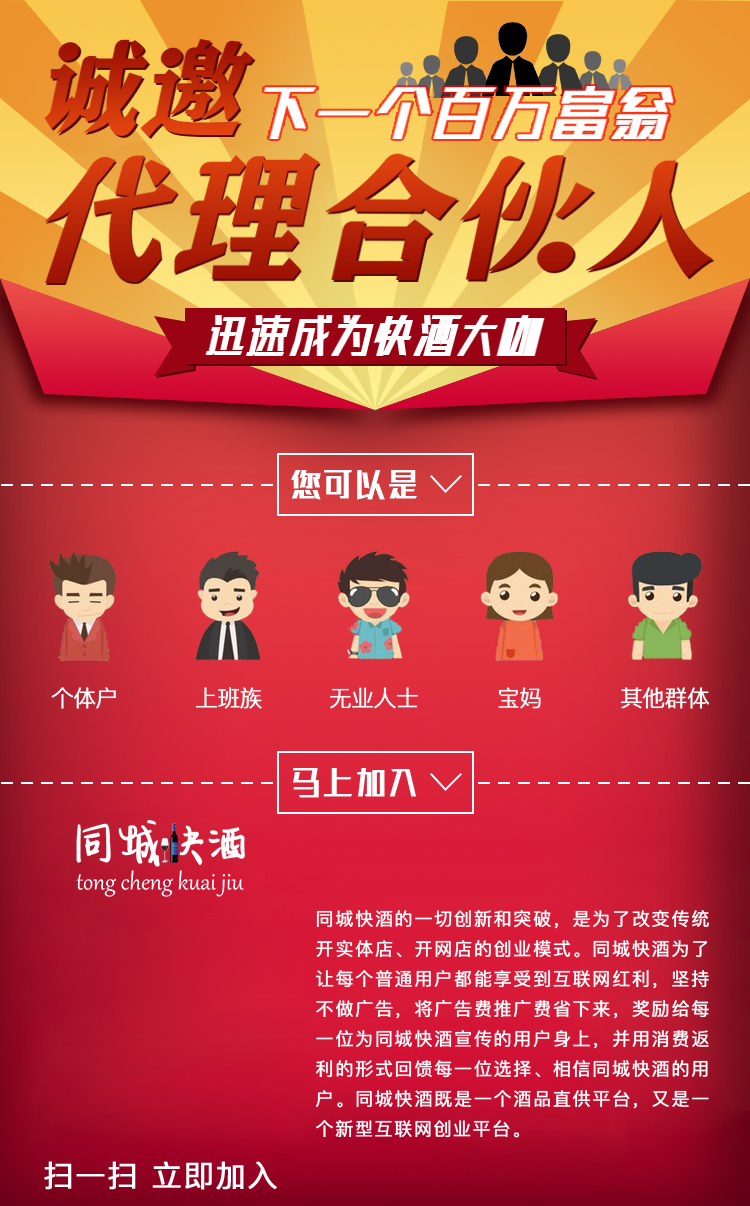 诚邀 下一个百万富翁
代理合伙人
迅速成为快酒大咖
您可以是
个体户 上班族 无业人士 宝妈 其他群体
马上加入
同城快酒
tong cheng kuai jiu
同城快酒的一切创新和突破，是为了改变传统
开实体店、开网店的创业模式。同城快酒为了
让每个普通用户都能享受到互联网红利，坚持
不做广告，将广告费推广费省下来，奖励给每
一位为同城快酒宣传的用户身上，并用消费返
利的形式回馈每一位选择、相信同城快酒的用
户。同城快酒既是一个酒品直供平台，又是一
个新型互联网创业平台。
扫一扫 立即加入